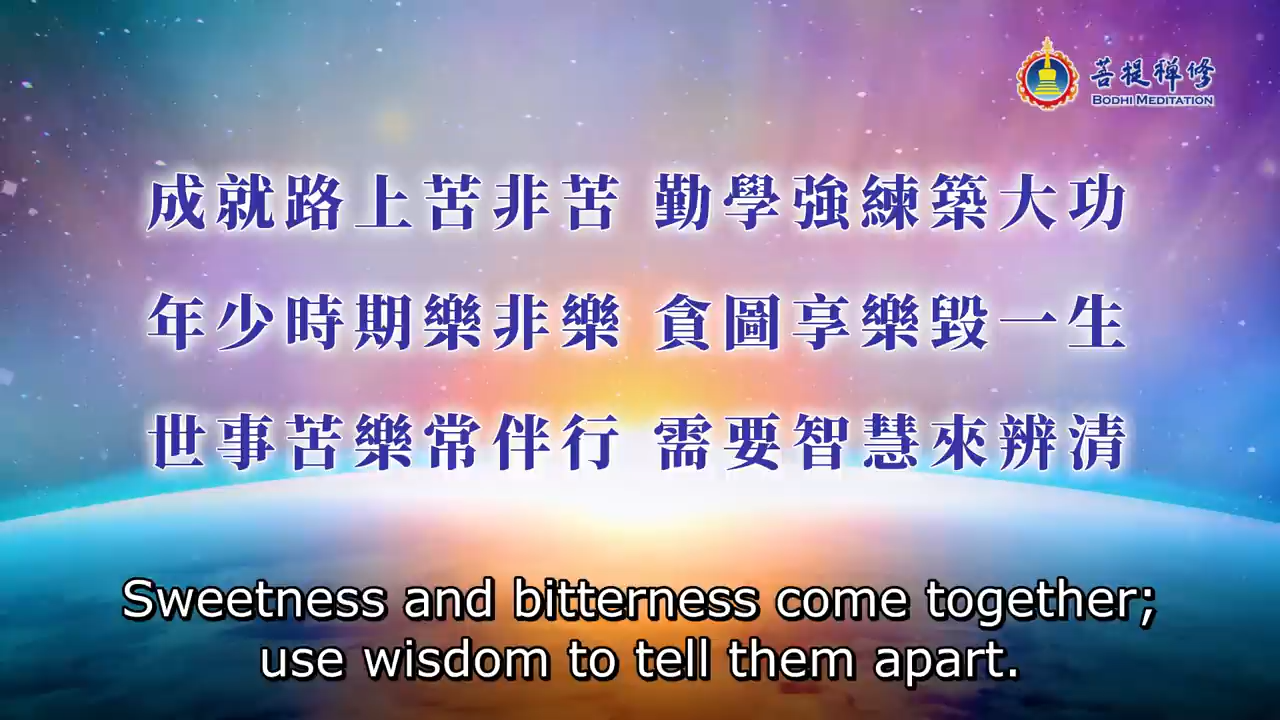 菩提禪修
BODHI MEDITATION
成就路上苦非苦 勤學強練築大功
年少時期樂非樂 貪圖享樂毀一生
世事苦樂常伴行 需要智慧來辨清
Sweetness and bitterness come together;
use wisdom to tell them apart.